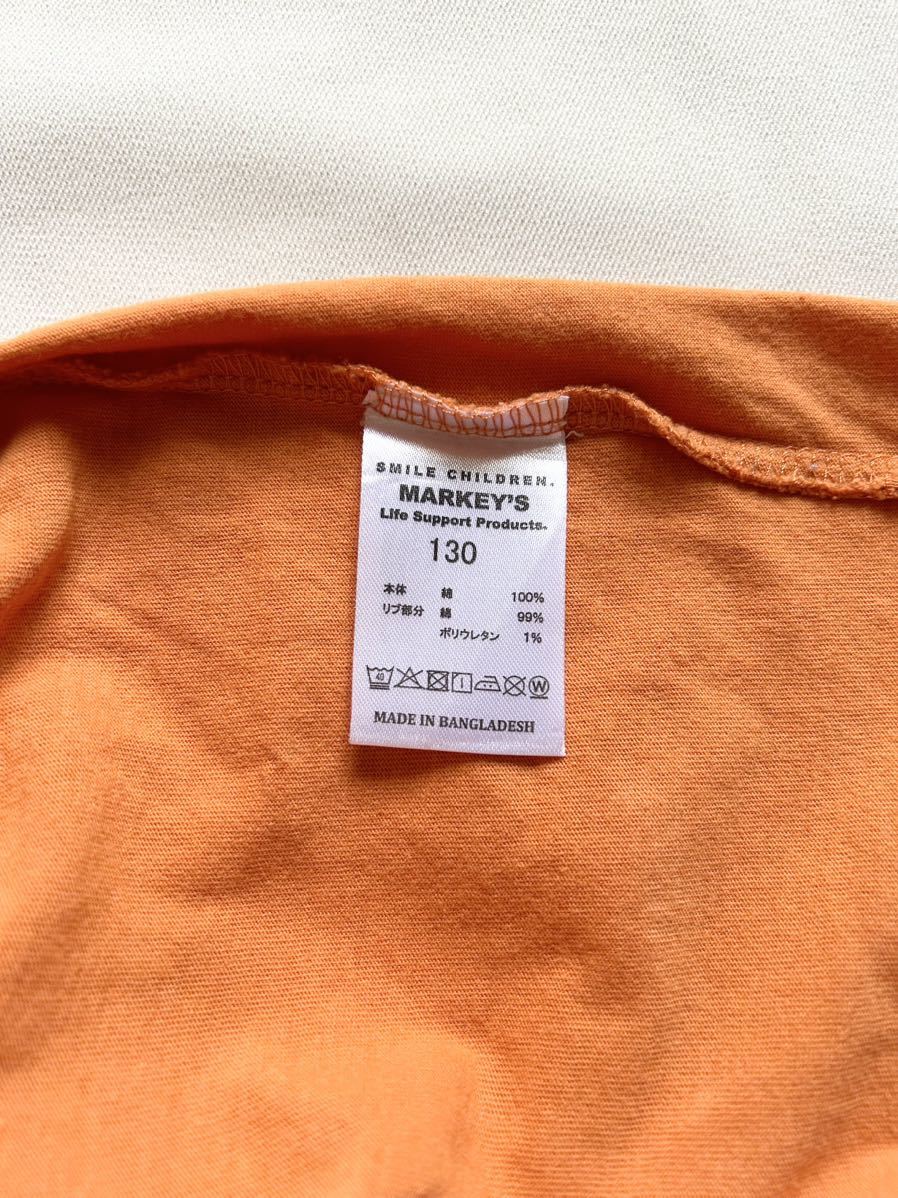 SMILE CHILDREN.
MARKEY'S
Life Support Products.
130
本体 綿 100%
リブ部分 綿 99%
ポリウレタン 1%
40 W
MADE IN BANGLADESH